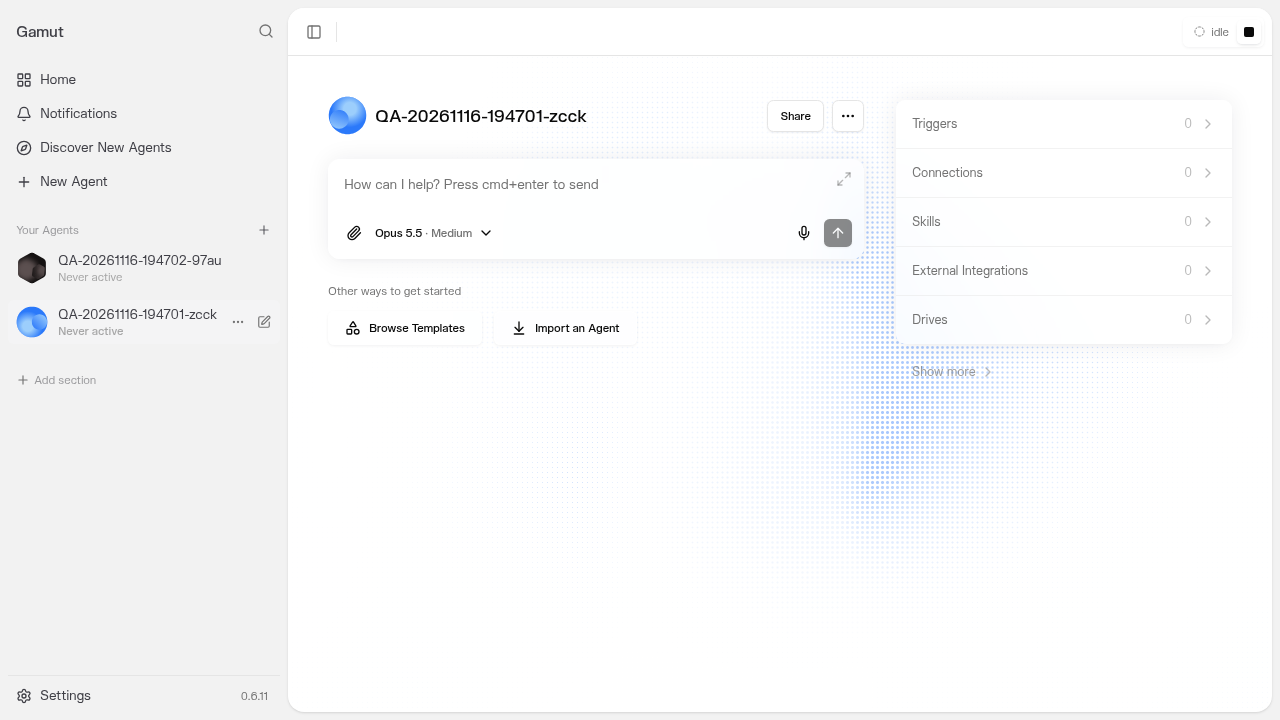 Gamut
Home
Notifications
Discover New Agents
New Agent
Your Agents
QA-20261116-194702-97au
Never active
QA-20261116-194701-zcck
Never active
Add section
Settings
0.6.11
idle
QA-20261116-194701-zcck
Share
How can I help? Press cmd+enter to send
Opus 5.5 · Medium
Other ways to get started
Browse Templates
Import an Agent
Triggers 0
Connections 0
Skills 0
External Integrations 0
Drives 0
Show more